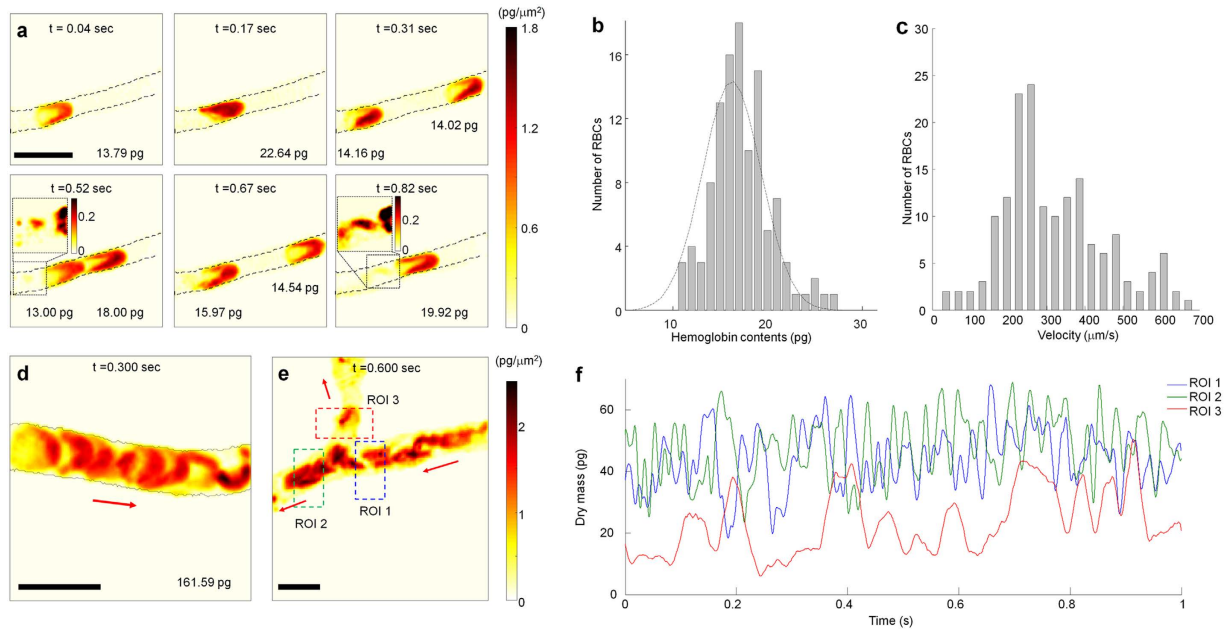 a
(pg/μm²)
t = 0.04 sec
t = 0.17 sec
t = 0.31 sec
13.79 pg
22.64 pg
14.16 pg
14.02 pg
t=0.52 sec
t=0.67 sec
t=0.82 sec
0.2
0
0.2
0
13.00 pg
18.00 pg
15.97 pg
14.54 pg
19.92 pg
1.8
1.2
0.6
0
b
16
12
8
4
0
Number of RBCs
10
20
30
Hemoglobin contents (pg)
c
30
25
20
15
10
5
0
Number of RBCs
0
100
200
300
400
500
600
700
Velocity (μm/s)
d
t=0.300 sec
161.59 pg
e
t =0.600 sec
ROI 3
ROI 2
ROI 1
(pg/μm²)
2
1
0
f
ROI 1
ROI 2
ROI 3
60
40
20
0
Dry mass (pg)
0
0.2
0.4
0.6
0.8
1
Time (s)